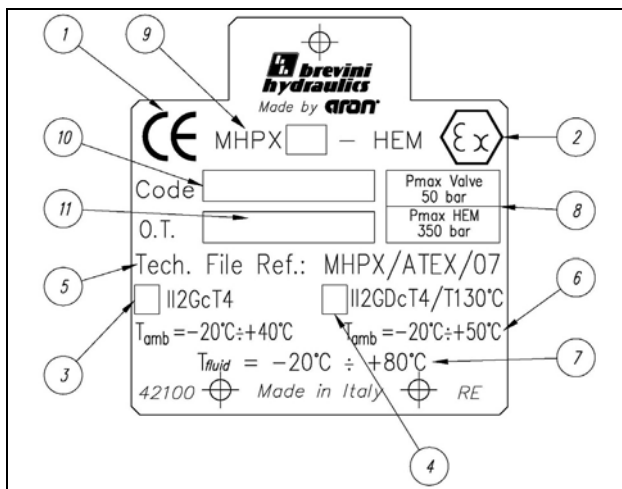 1
9
brevini
hydraulics
Made by aron®
CE MHPX - HEM Ex
2
10
Code
Pmax Valve
50 bar
11
O.T.
Pmax HEM
350 bar
8
5
Tech. File Ref.: MHPX/ATEX/07
6
II2GcT4 II2GDcT4/T130°C
Tamb=-20°C÷+40°C Tamb=-20°C÷+50°C
3
Tfluid = -20°C ÷ +80°C
7
42100 Made in Italy RE
4